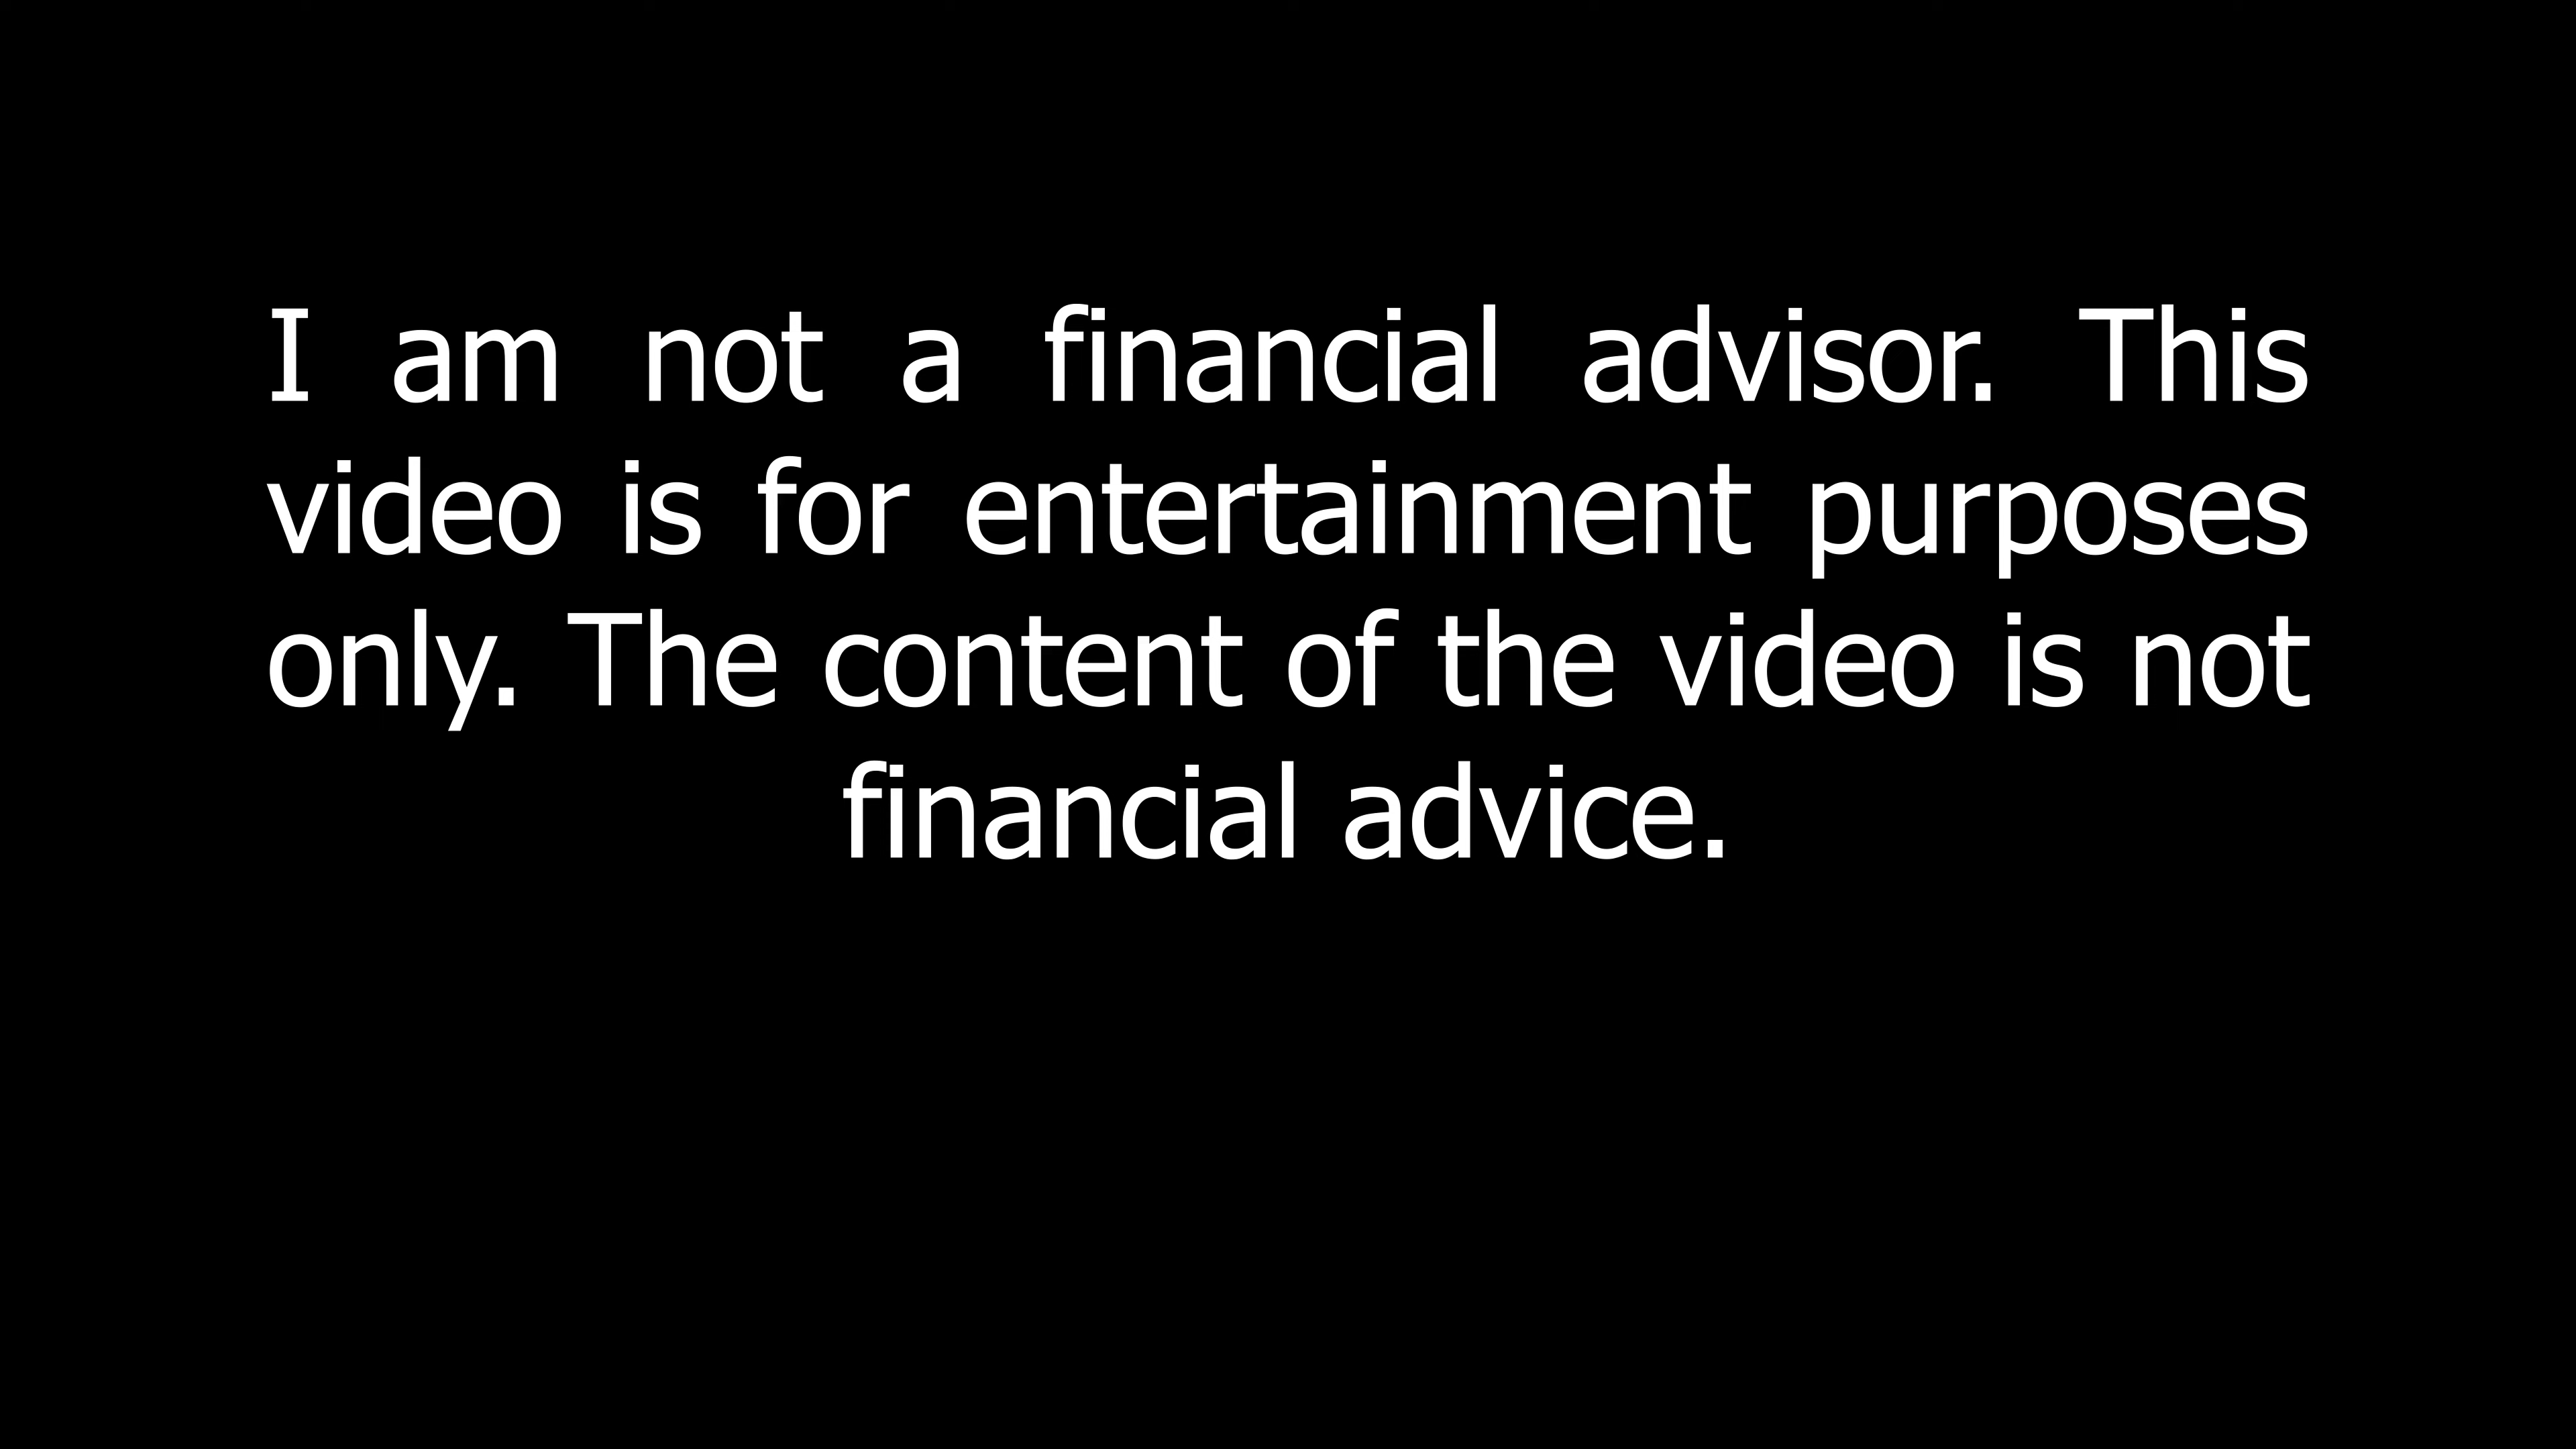 I am not a financial advisor. This
video is for entertainment purposes
only. The content of the video is not
financial advice.